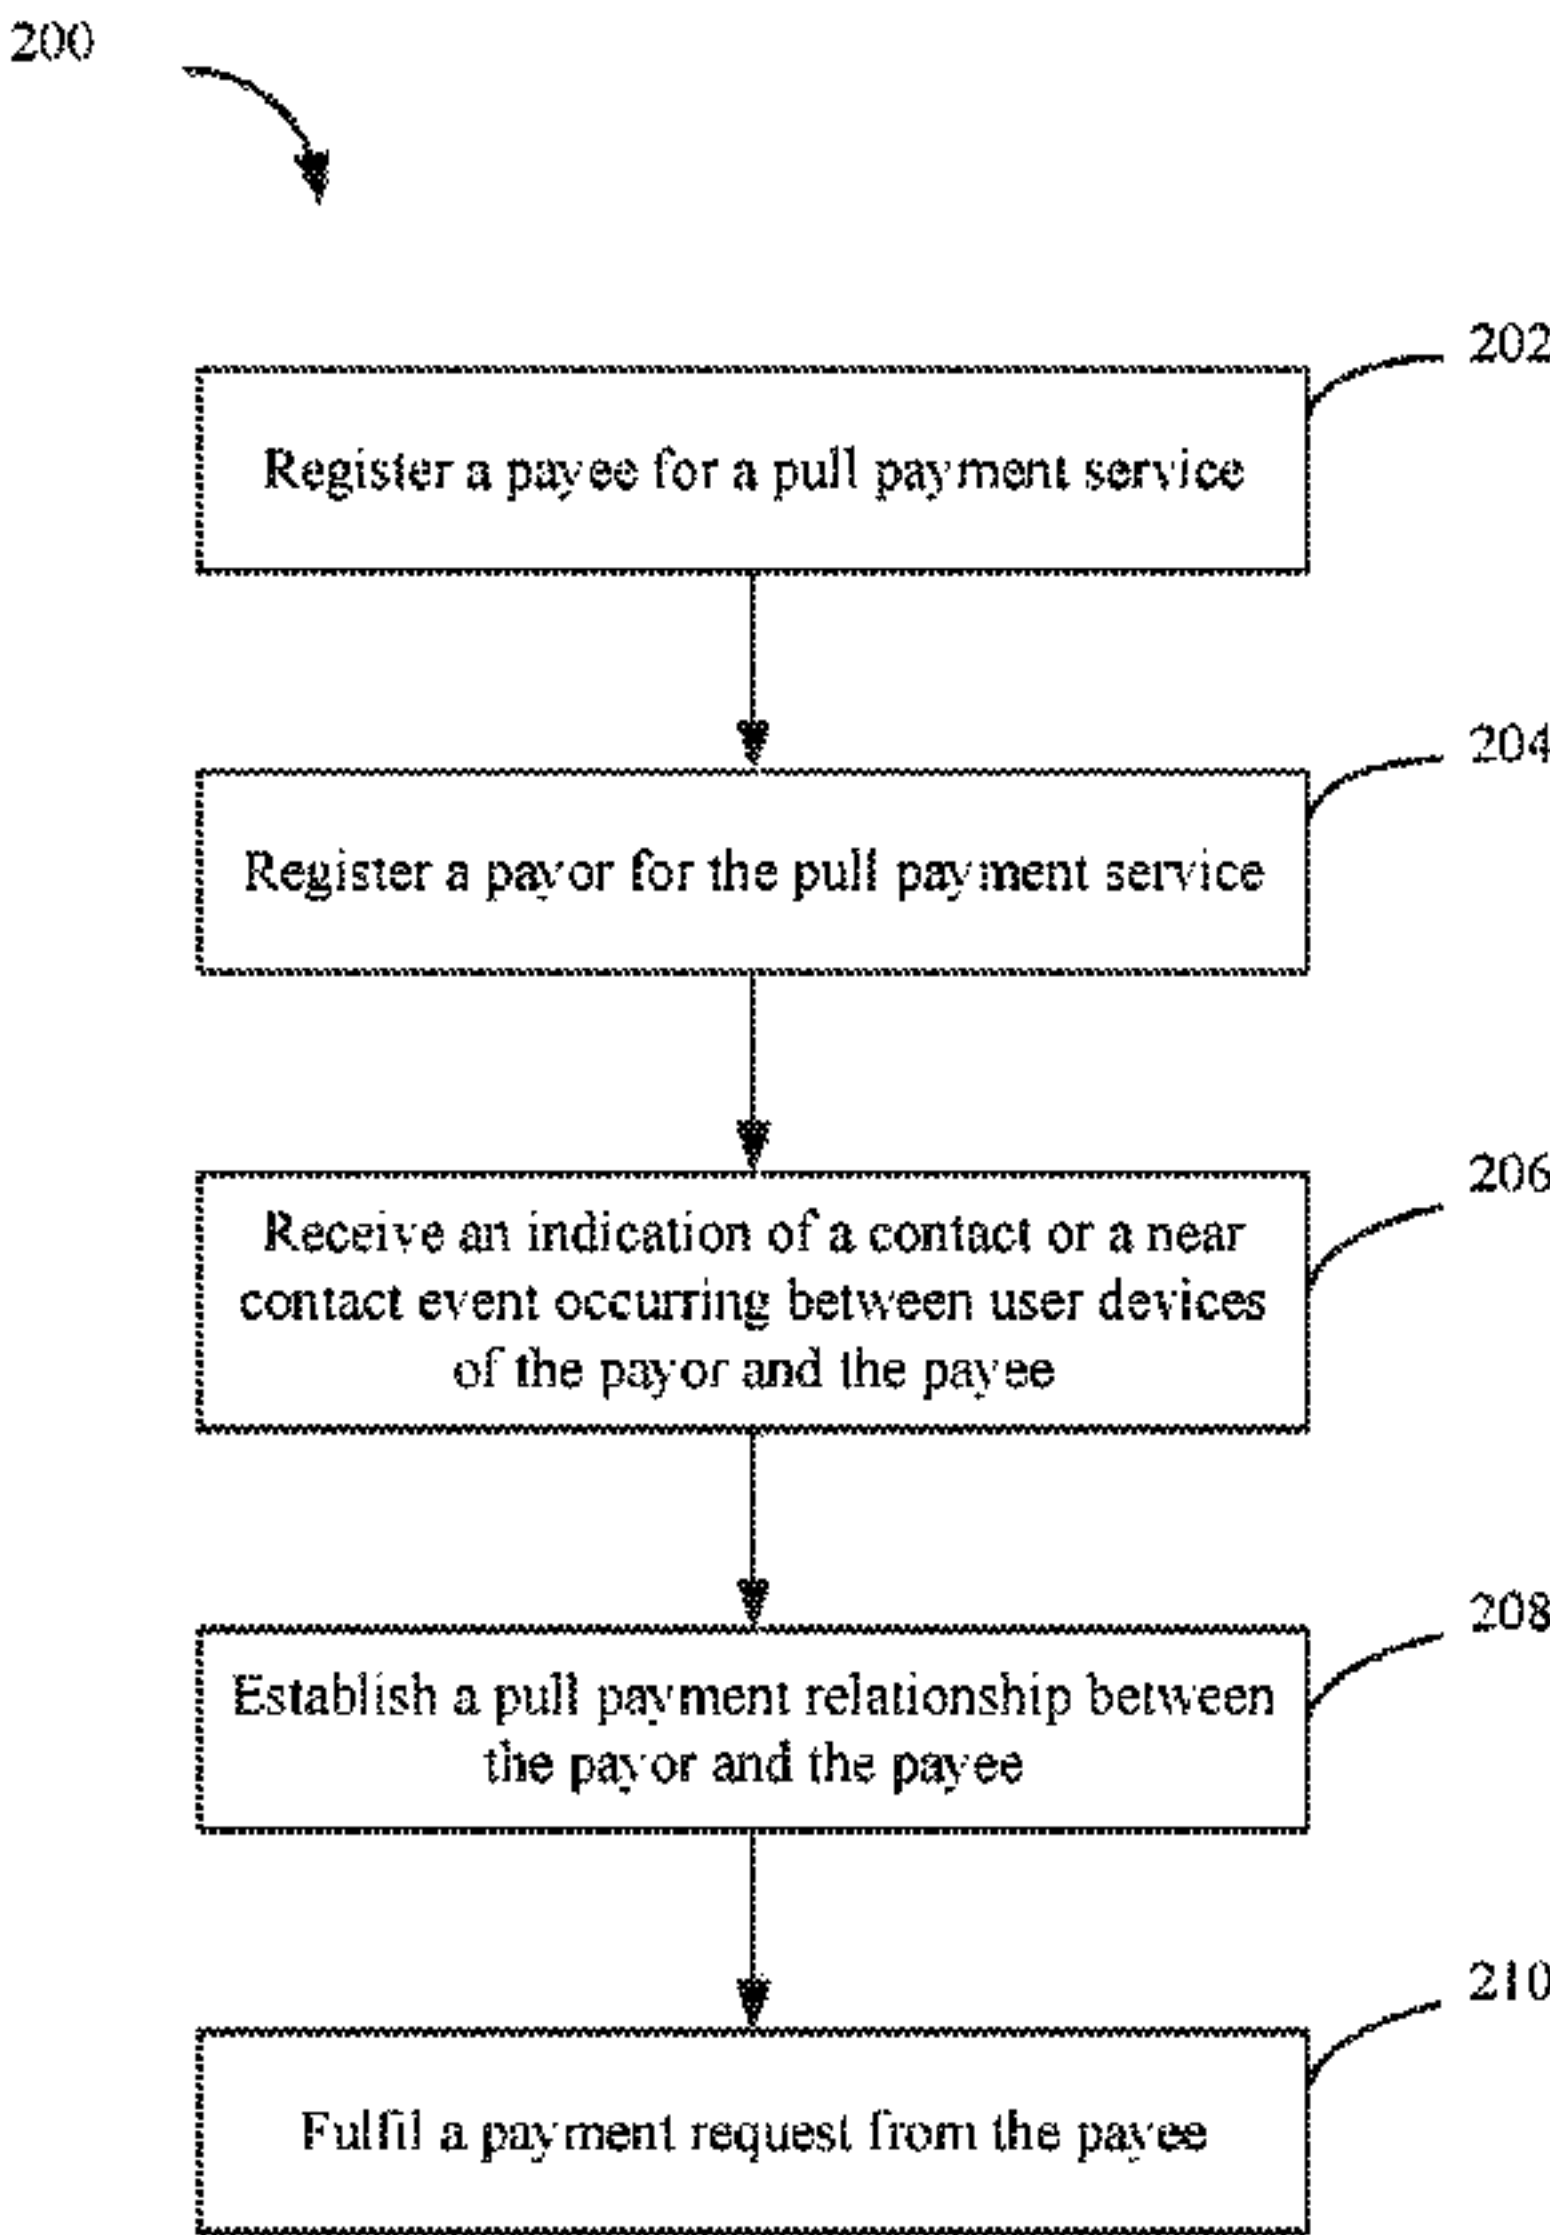 200
202
Register a payee for a pull payment service
204
Register a payor for the pull payment service
206
Receive an indication of a contact or a near
contact event occurring between user devices
of the payor and the payee
208
Establish a pull payment relationship between
the payor and the payee
210
Fulfil a payment request from the payee